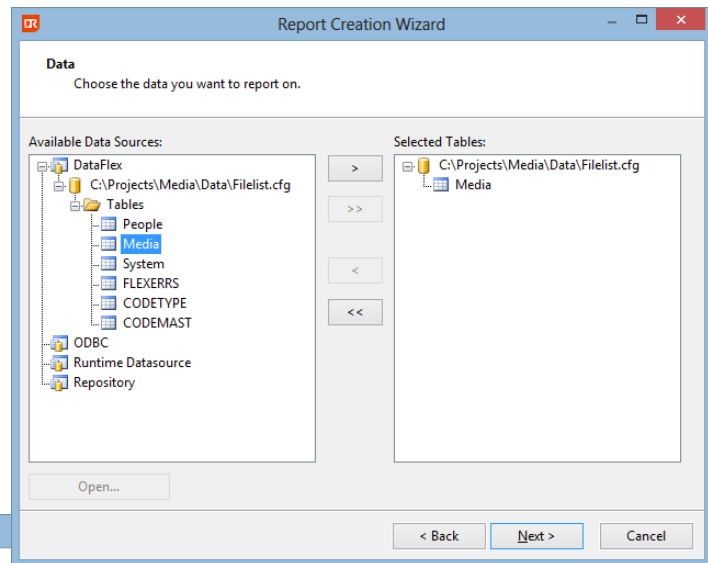 DR
Report Creation Wizard
Data
Choose the data you want to report on.
Available Data Sources:
DataFlex
C:\Projects\Media\Data\Filelist.cfg
Tables
People
Media
System
FLEXERRS
CODETYPE
CODEMAST
ODBC
Runtime Datasource
Repository
Open...
>
>>
<
<<
Selected Tables:
C:\Projects\Media\Data\Filelist.cfg
Media
< Back
Next >
Cancel